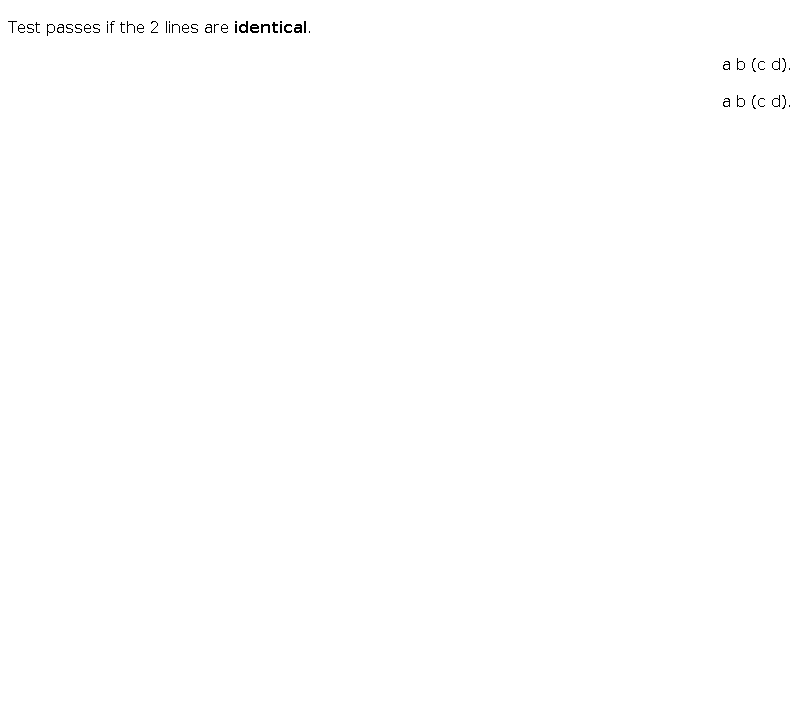 Test passes if the 2 lines are identical.
a b (c d).
a b (c d).